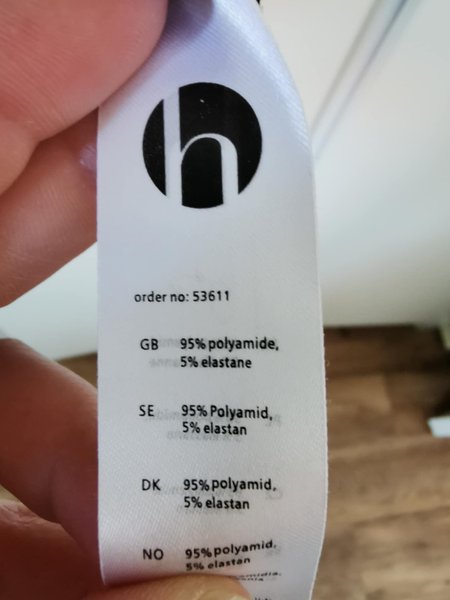 h
order no: 53611
GB 95% polyamide,
5% elastane
SE 95% Polyamid,
5% elastan
DK 95% polyamid,
5% elastan
NO 95% polyamid,
5% elastan